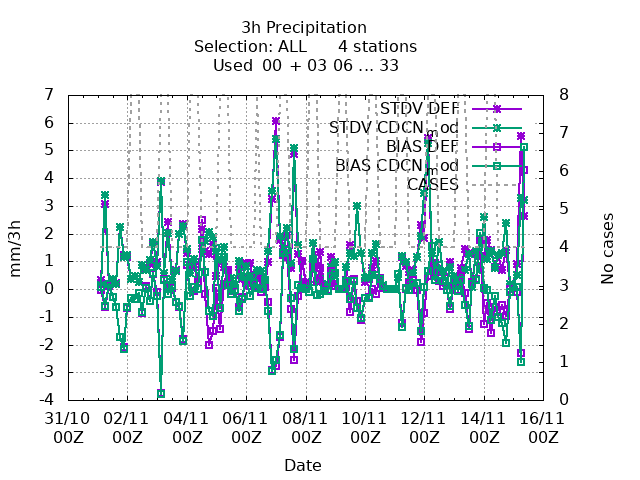 3h Precipitation
Selection: ALL 4 stations
Used 00 + 03 06 ... 33
7
6
5
4
3
2
1
0
-1
-2
-3
-4
8
7
6
5
4
3
2
1
0
STDV DEF
STDV CDCN_mod
BIAS DEF
BIAS CDCN_mod
CASES
mm/3h
No cases
31/10 02/11 04/11 06/11 08/11 10/11 12/11 14/11 16/11
00Z 00Z 00Z 00Z 00Z 00Z 00Z 00Z 00Z
Date